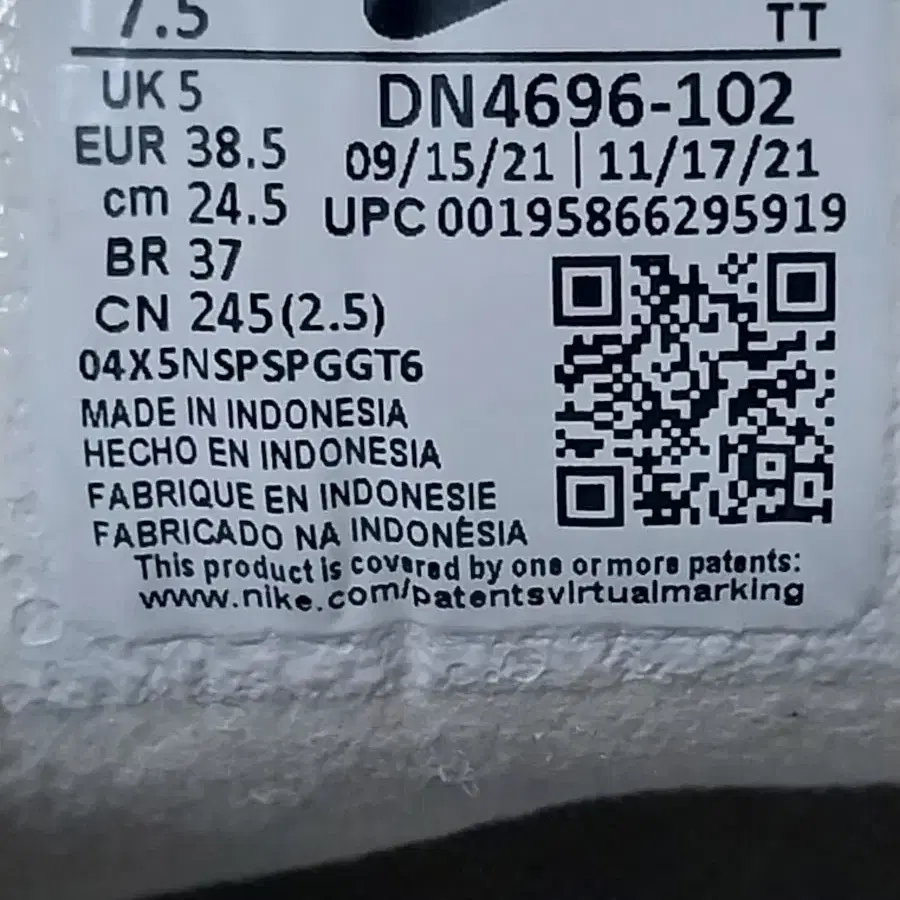 7.5
TT
UK 5
DN4696-102
EUR 38.5
09/15/21 | 11/17/21
cm 24.5
UPC 00195866295919
BR 37
CN 245(2.5)
04X5NSPSPGGT6
MADE IN INDONESIA
HECHO EN INDONESIA
FABRIQUE EN INDONESIE
FABRICADO NA INDONÉSIA
This product is covered by one or more patents:
www.nike.com/patentsvirtualmarking